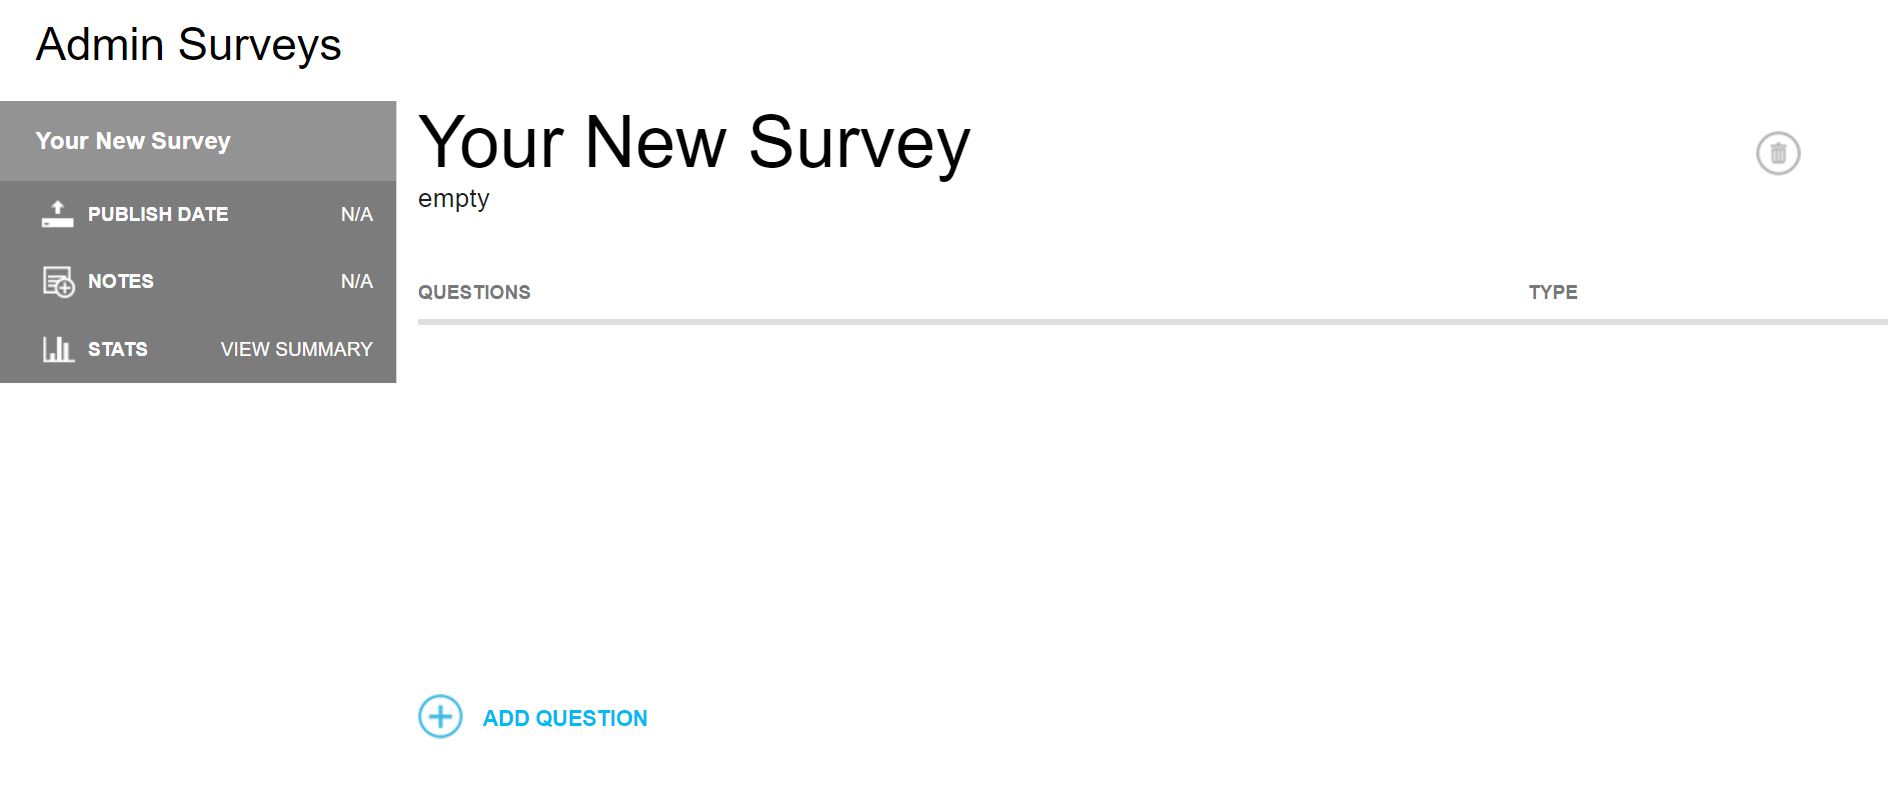 Admin Surveys
Your New Survey
PUBLISH DATE N/A
NOTES N/A
STATS VIEW SUMMARY
Your New Survey
empty
QUESTIONS TYPE
ADD QUESTION